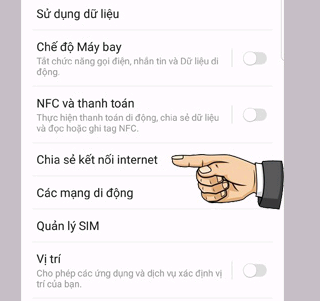 Sử dụng dữ liệu
Chế độ Máy bay
Tắt chức năng gọi điện, nhắn tin và Dữ liệu di
động.
NFC và thanh toán
Thực hiện thanh toán di động, chia sẻ dữ liệu
và đọc hoặc ghi tag NFC.
Chia sẻ kết nối internet
Các mạng di động
Quản lý SIM
Vị trí
Cho phép các ứng dụng và dịch vụ xác định vị
trí của bạn.